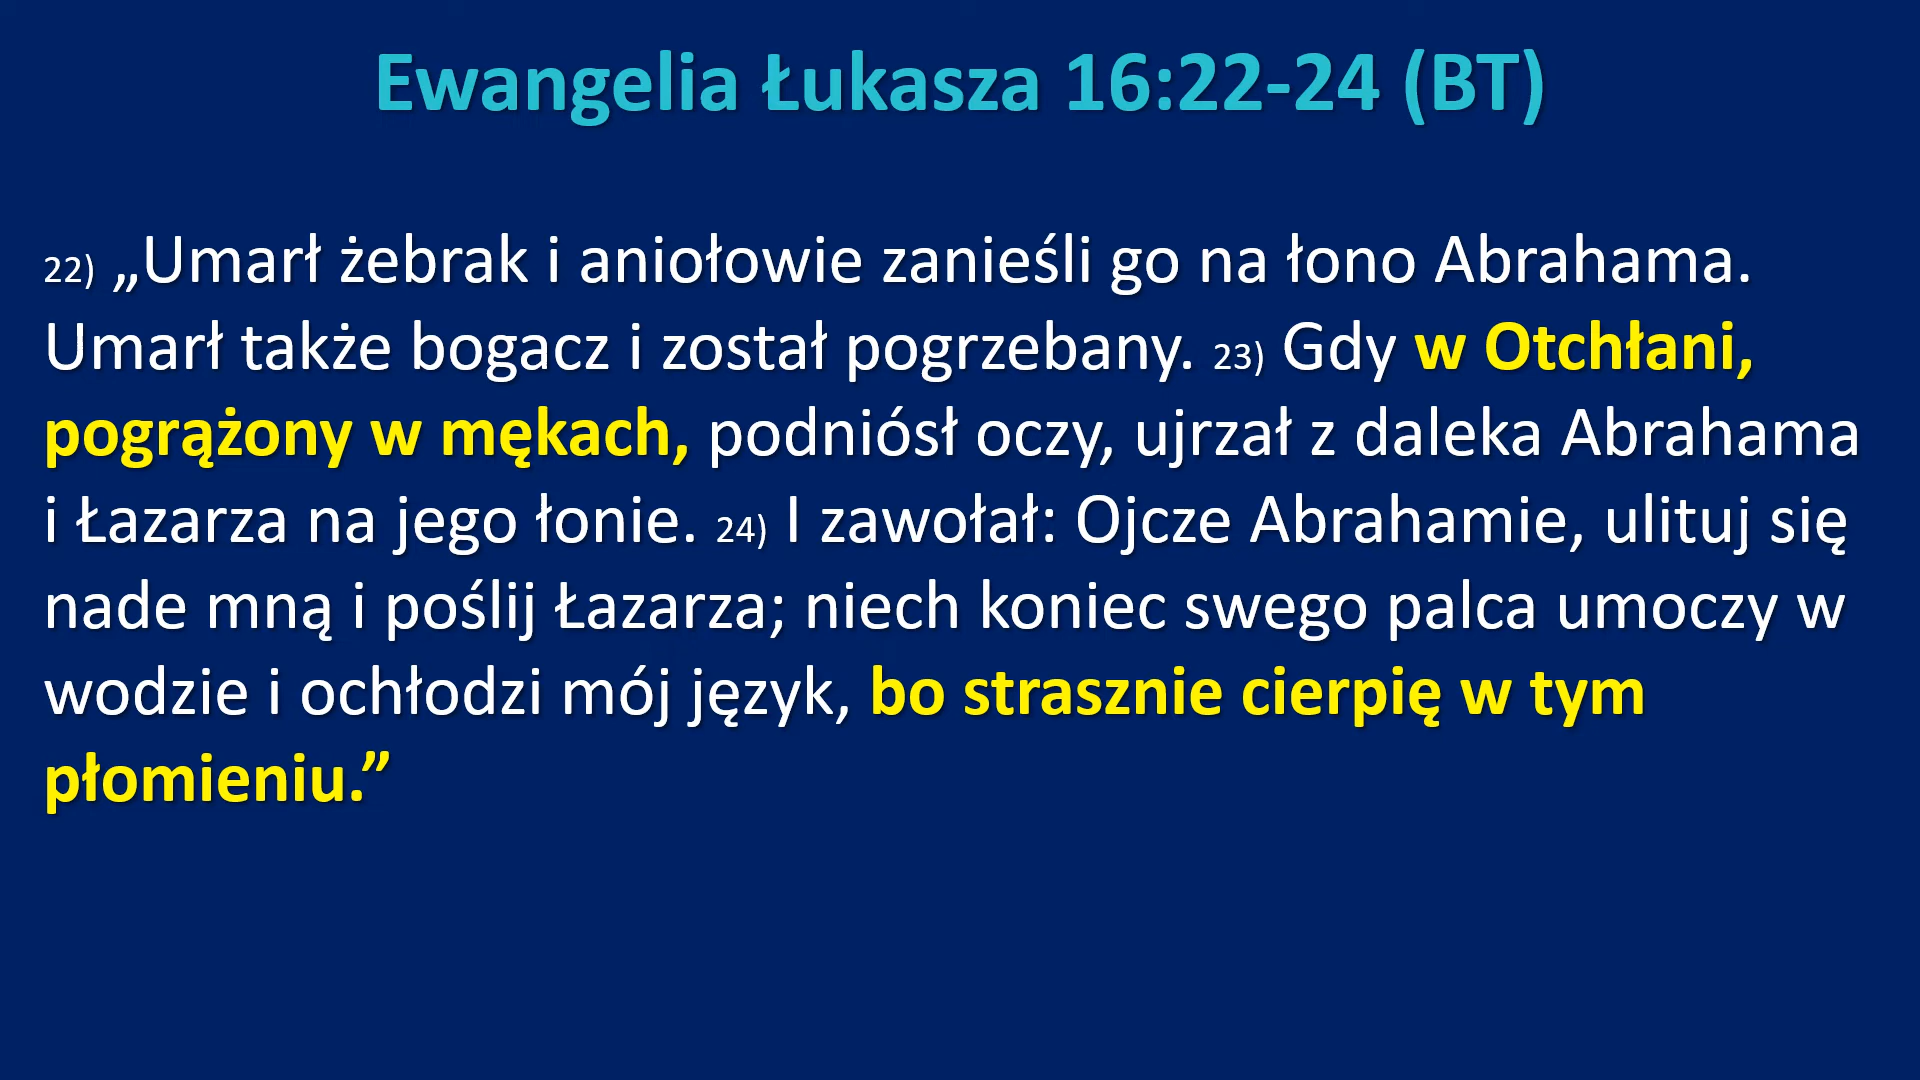 Ewangelia Łukasza 16:22-24 (BT)
22) „Umarł żebrak i aniołowie zanieśli go na łono Abrahama.
Umarł także bogacz i został pogrzebany. 23) Gdy w Otchłani,
pogrążony w mękach, podniósł oczy, ujrzał z daleka Abrahama
i Łazarza na jego łonie. 24) I zawołał: Ojcze Abrahamie, ulituj się
nade mną i poślij Łazarza; niech koniec swego palca umoczy w
wodzie i ochłodzi mój język, bo strasznie cierpię w tym
płomieniu.”